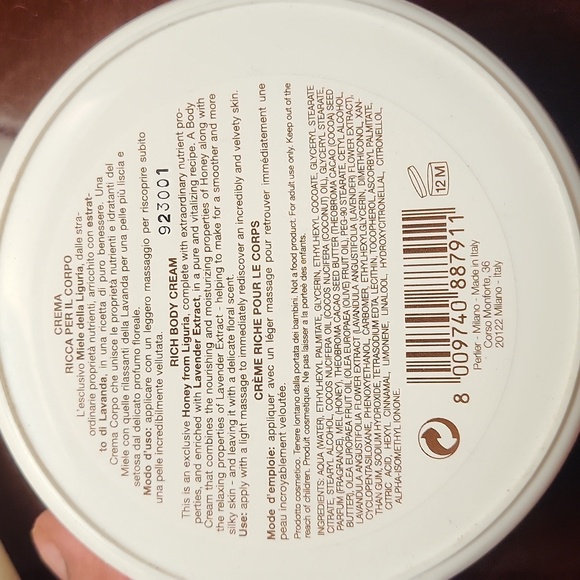 CREMA
RICCA PER IL CORPO
L'esclusivo Miele della Liguria, dalle stra-
ordinarie proprietà nutrienti, arricchito con estrat-
to di Lavanda, in una ricetta di puro benessere. Una
Crema Corpo che unisce le proprietà nutrienti e idratanti del
Miele con quelle rilassanti della Lavanda per una pelle più liscia e
setosa dal delicato profumo floreale.
Modo d'uso: applicare con un leggero massaggio per riscoprire subito
una pelle incredibilmente vellutata.
923001
RICH BODY CREAM
This is an exclusive Honey from Liguria, complete with extraordinary nutrient pro-
perties, and enriched with Lavender Extract, in a pure and vitalizing recipe. A Body
Cream that combines the nourishing and moisturizing properties of Honey along with
the relaxing properties of Lavender Extract - helping to make for a smoother and more
silky skin - and leaving it with a delicate floral scent.
Use: apply with a light massage to immediately rediscover an incredibly and velvety skin.
CRÈME RICHE POUR LE CORPS
Mode d'emploie: appliquer avec un léger massage pour retrouver immédiatement une
peau incroyablement veloutée.
Prodotto cosmetico. Tenere lontano dalla portata dei bambini. Not a food product. For adult use only. Keep out of the
reach of children. Produit cosmetique. Ne pas laisser a la porteé des enfants.
INGREDIENTS: AQUA WATER, ETHYLHEXYL PALMITATE, GLYCERIN, ETHYLHEXYL COCOATE, GLYCERYL STEARATE
CITRATE, STEARYL ALCOHOL, COCOS NUCIFERA OIL (COCOS NUCIFERA (COCONUT) OIL), GLYCERYL STEARATE,
PARFUM (FRAGRANCE), MEL (HONEY), THEOBROMA CACAO SEED BUTTER (THEOBROMA CACAO (COCOA) SEED
BUTTER), OLEA EUROPAEA FRUIT OIL (OLEA EUROPAEA (OLIVE) FRUIT OIL), PEG-90 STEARATE, CETYL ALCOHOL,
LAVANDULA ANGUSTIFOLIA FLOWER EXTRACT (LAVANDULA ANGUSTIFOLIA (LAVENDER) FLOWER EXTRACT),
CYCLOPENTASILOXANE, PHENOXYETHANOL, CARBOMER, ETHYLHEXYLGLYCERIN, DIMETHICONOL, XAN-
THAN GUM, SODIUM HYDROXIDE, TETRASODIUM EDTA, LECITHIN, TOCOPHEROL, ASCORBYL PALMITATE,
CITRIC ACID, HEXYL CINNAMAL, LIMONENE, LINALOOL, HYDROXYCITRONELLAL, CITRONELLOL,
ALPHA-ISOMETHYL IONONE.
12 M
8 009740 887911
Perlier - Milano - Made in Italy
Corso Monforte, 36
20122 Milano - Italy